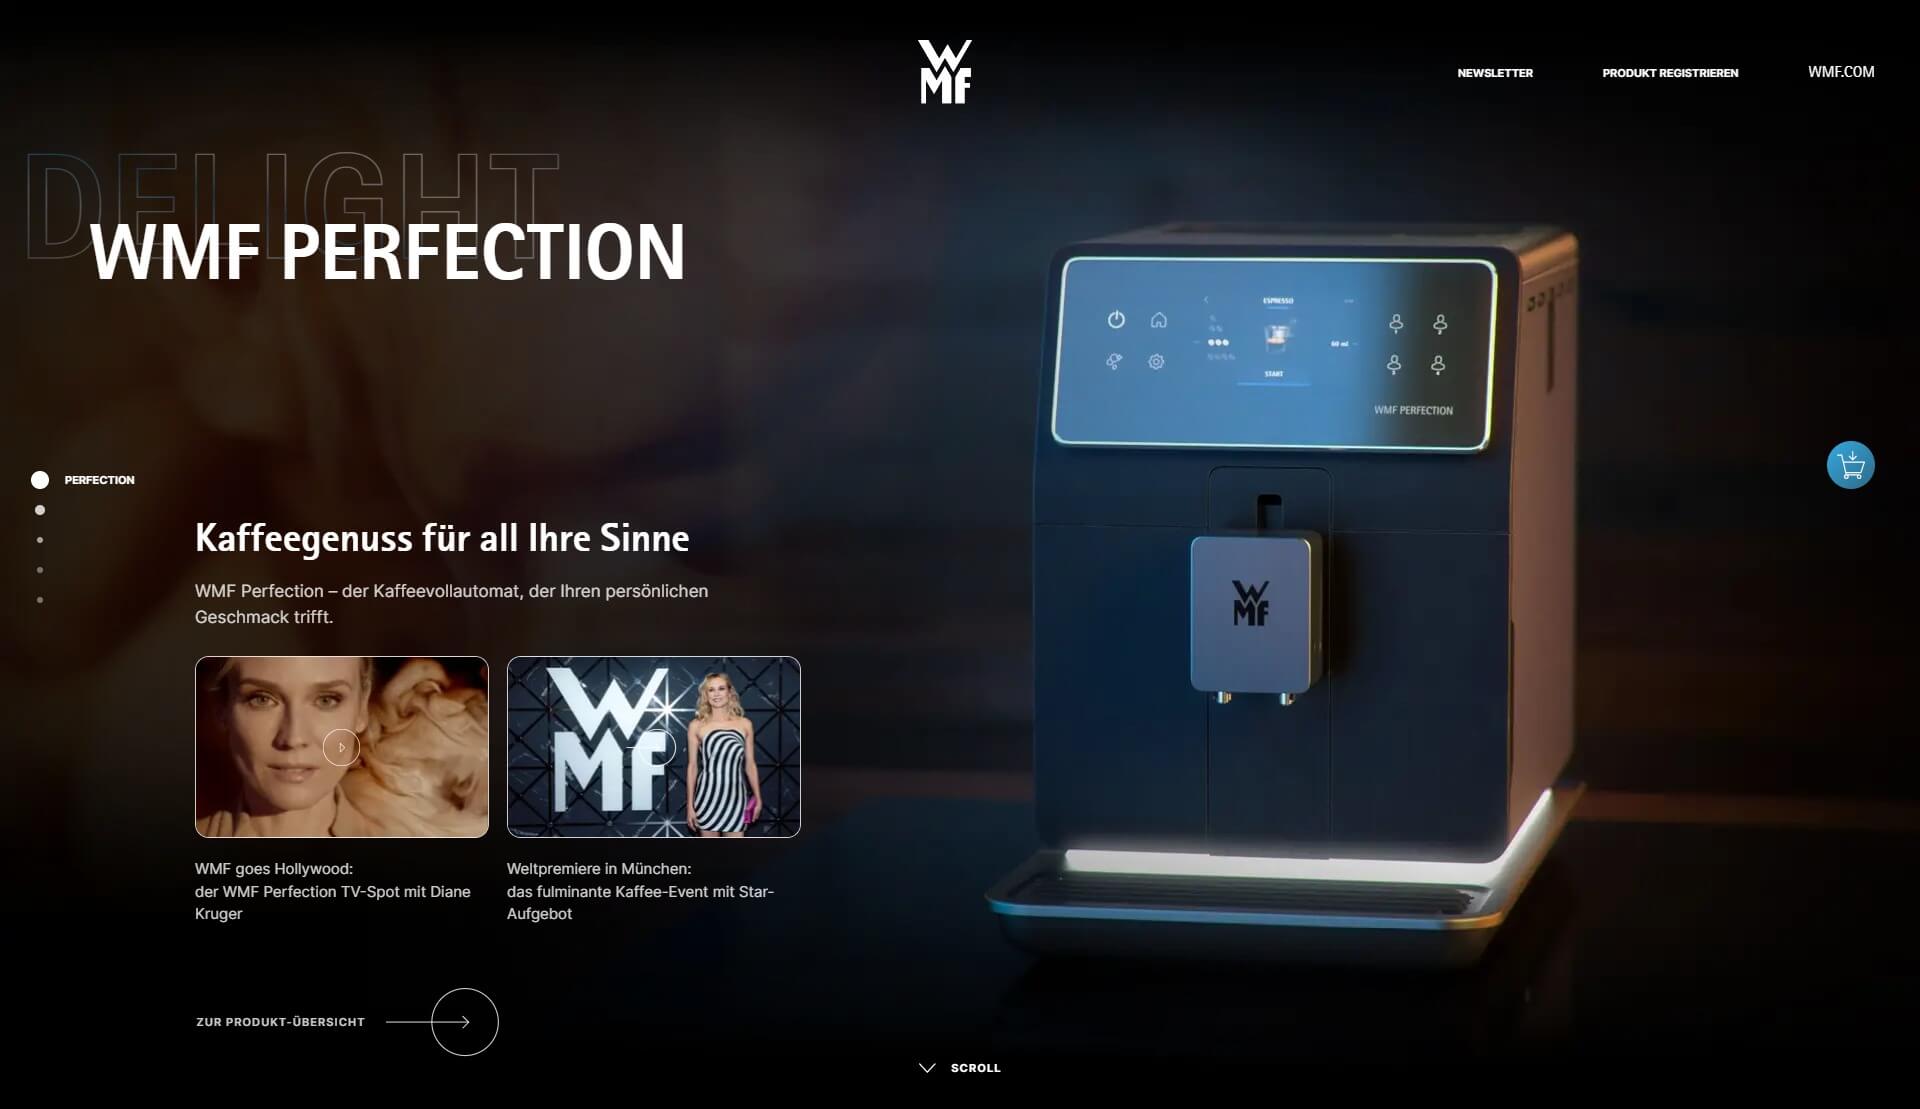 WMF
NEWSLETTER
PRODUKT REGISTRIEREN
WMF.COM
DELIGHT
WMF PERFECTION
ESPRESSO
60 ml
START
WMF PERFECTION
PERFECTION
Kaffeegenuss für all Ihre Sinne
WMF Perfection – der Kaffeevollautomat, der Ihren persönlichen
Geschmack trifft.
WMF
WMF
WMF goes Hollywood:
der WMF Perfection TV-Spot mit Diane
Kruger
Weltpremiere in München:
das fulminante Kaffee-Event mit Star-
Aufgebot
ZUR PRODUKT-ÜBERSICHT
SCROLL